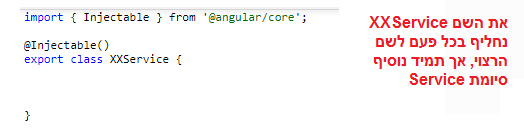 import { Injectable } from '@angular/core';
@Injectable()
export class XXService {
}
את השם XXService
נחליף בכל פעם לשם
הרצוי, אך תמיד נוסיף
סיומת Service